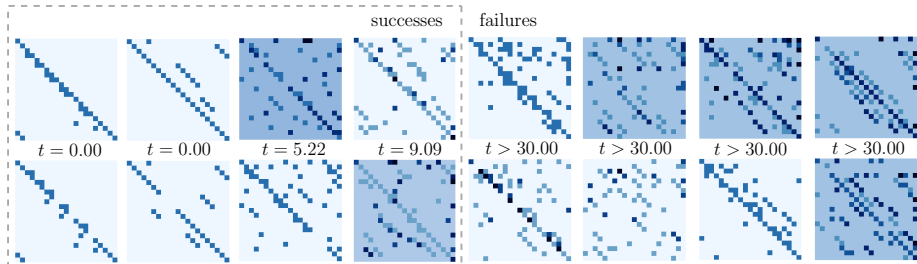 successes failures
t = 0.00 t = 0.00 t = 5.22 t = 9.09 t > 30.00 t > 30.00 t > 30.00 t > 30.00